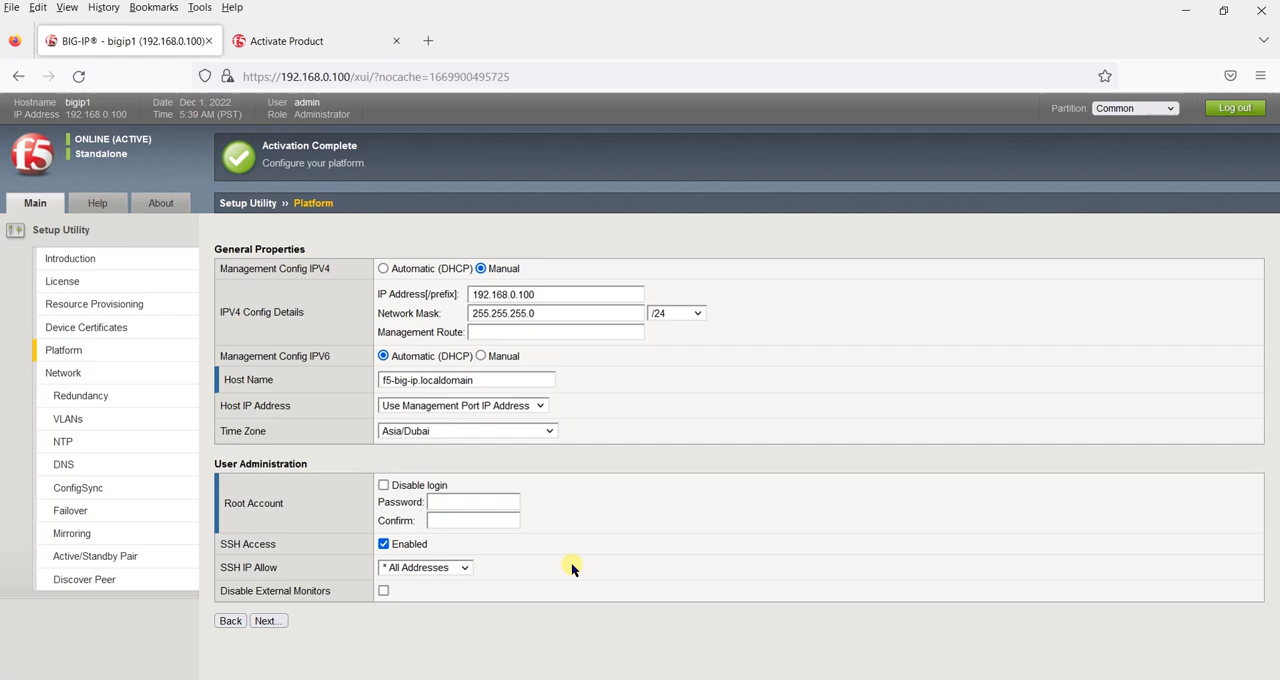 File Edit View History Bookmarks Tools Help
BIG-IP® - bigip1 (192.168.0.100) × Activate Product ×
https://192.168.0.100/xui/?nocache=1669900495725
Hostname bigip1 Date Dec 1, 2022 User admin
IP Address 192.168.0.100 Time 5:39 AM (PST) Role Administrator
Partition: Common Log out
f5
ONLINE (ACTIVE)
Standalone
Activation Complete
Configure your platform.
Main Help About
Setup Utility ›› Platform
Setup Utility
Introduction
License
Resource Provisioning
Device Certificates
Platform
Network
Redundancy
VLANs
NTP
DNS
ConfigSync
Failover
Mirroring
Active/Standby Pair
Discover Peer
General Properties
Management Config IPV4 Automatic (DHCP) Manual
IPV4 Config Details
IP Address[/prefix]: 192.168.0.100
Network Mask: 255.255.255.0 /24
Management Route:
Management Config IPV6 Automatic (DHCP) Manual
Host Name f5-big-ip.localdomain
Host IP Address Use Management Port IP Address
Time Zone Asia/Dubai
User Administration
Root Account
Disable login
Password:
Confirm:
SSH Access Enabled
SSH IP Allow * All Addresses
Disable External Monitors
Back Next...